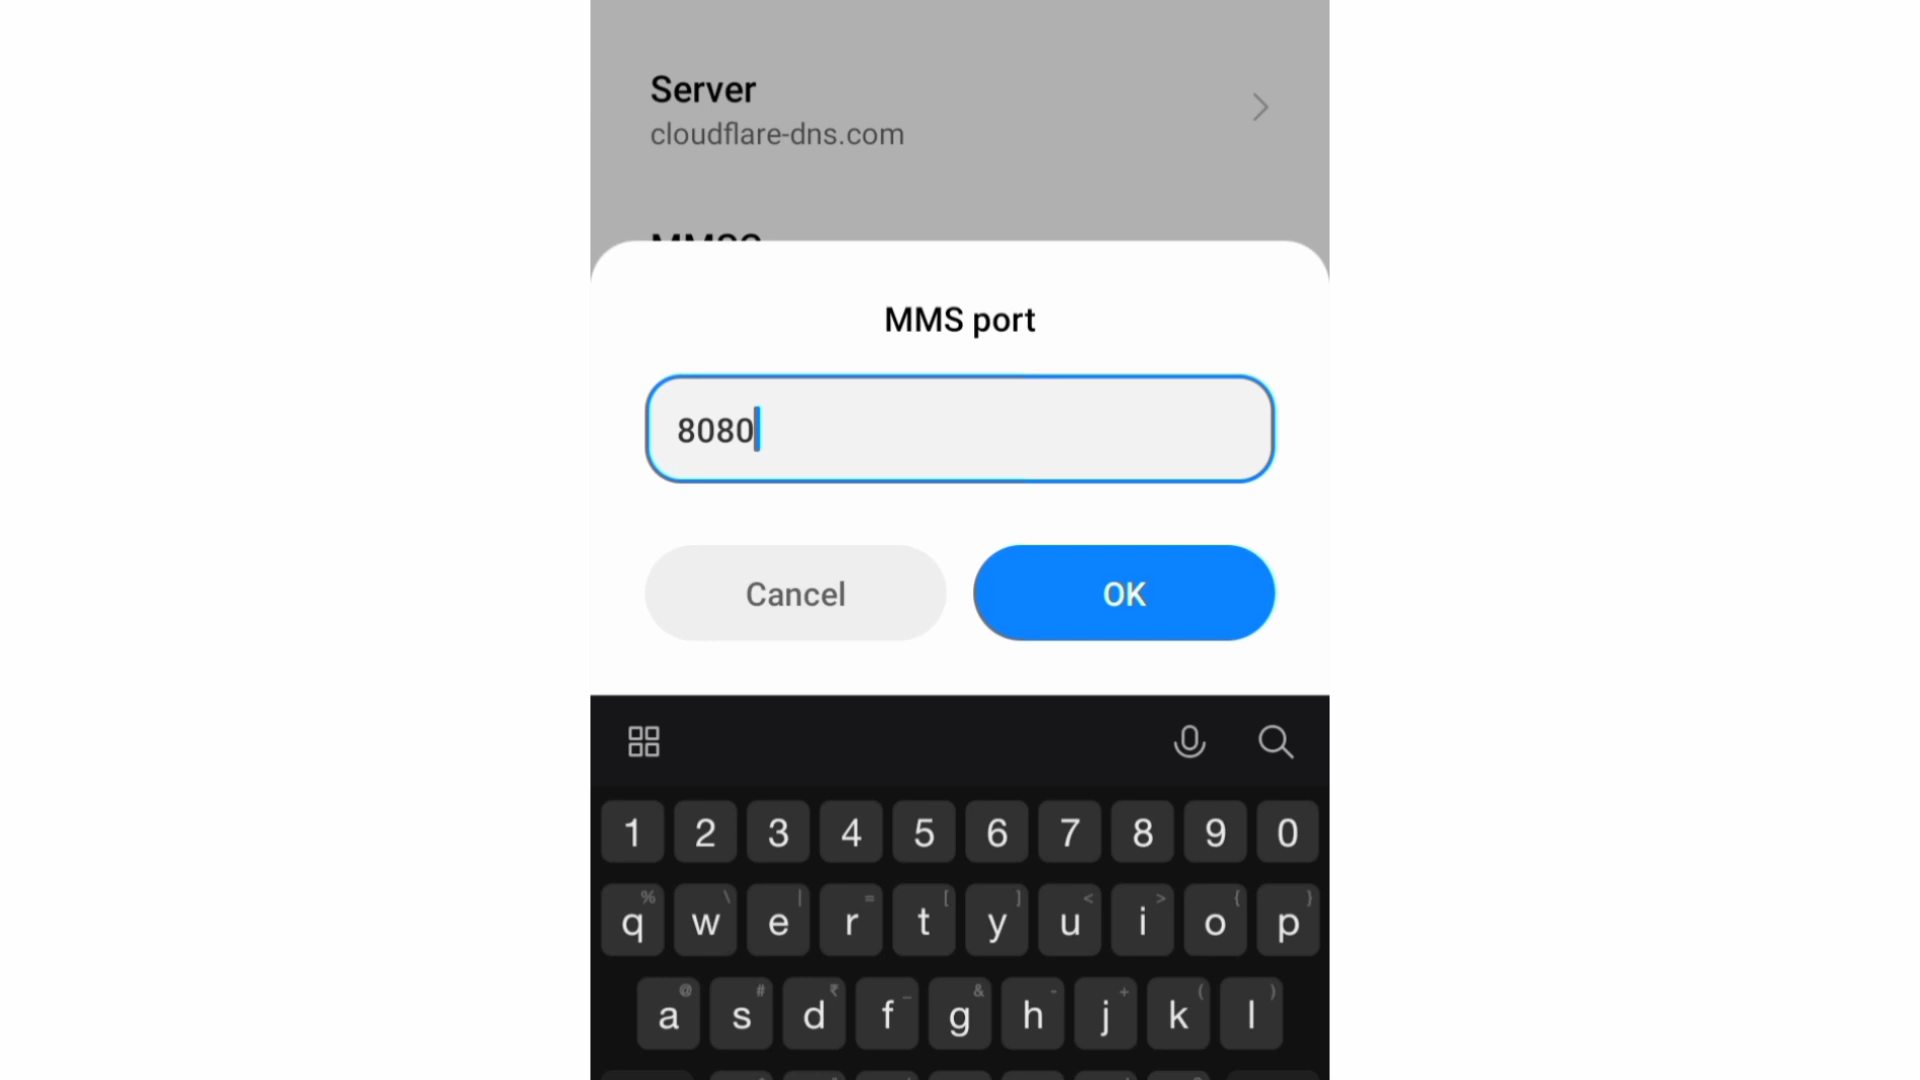 Server
cloudflare-dns.com
MMSC
MMS port
8080
Cancel
OK
1 2 3 4 5 6 7 8 9 0
% \ | = [ ] < > { }
q w e r t y u i o p
@ # ₹ _ & - + ( )
a s d f g h j k l